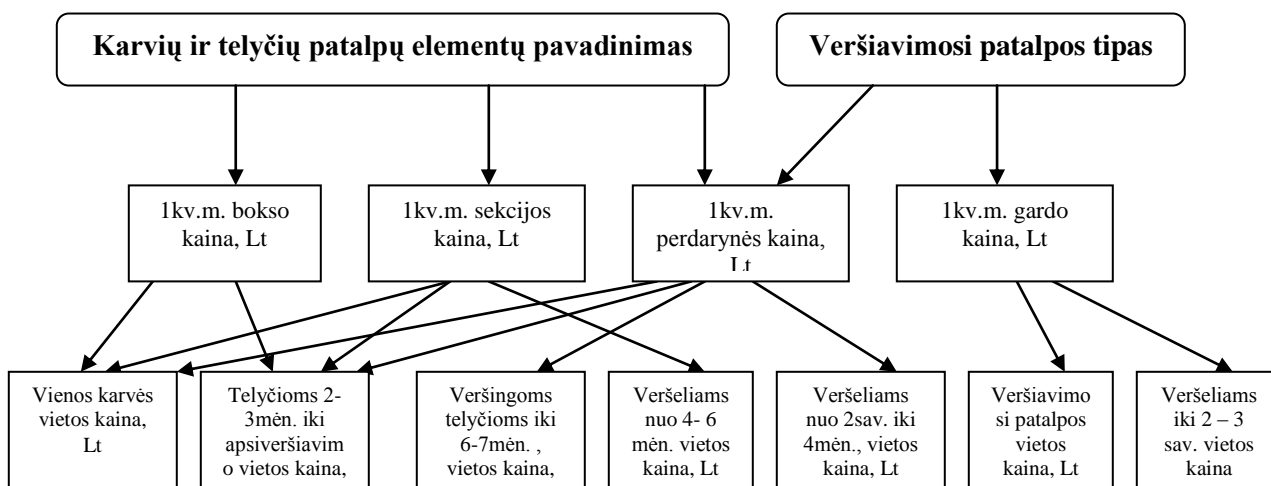 Karvių ir telyčių patalpų elementų pavadinimas
Veršiavimosi patalpos tipas
1kv.m. bokso
kaina, Lt
1kv.m. sekcijos
kaina, Lt
1kv.m.
perdarynės kaina,
Lt
1kv.m. gardo
kaina, Lt
Vienos karvės
vietos kaina,
Lt
Telyčioms 2-
3mėn. iki
apsiveršiavim
o vietos kaina,
Veršingoms
telyčioms iki
6-7mėn. ,
vietos kaina,
Veršeliams
nuo 4- 6
mėn. vietos
kaina, Lt
Veršeliams
nuo 2sav. iki
4mėn., vietos
kaina, Lt
Veršiavimo
si patalpos
vietos
kaina, Lt
Veršeliams
iki 2 – 3
sav. vietos
kaina